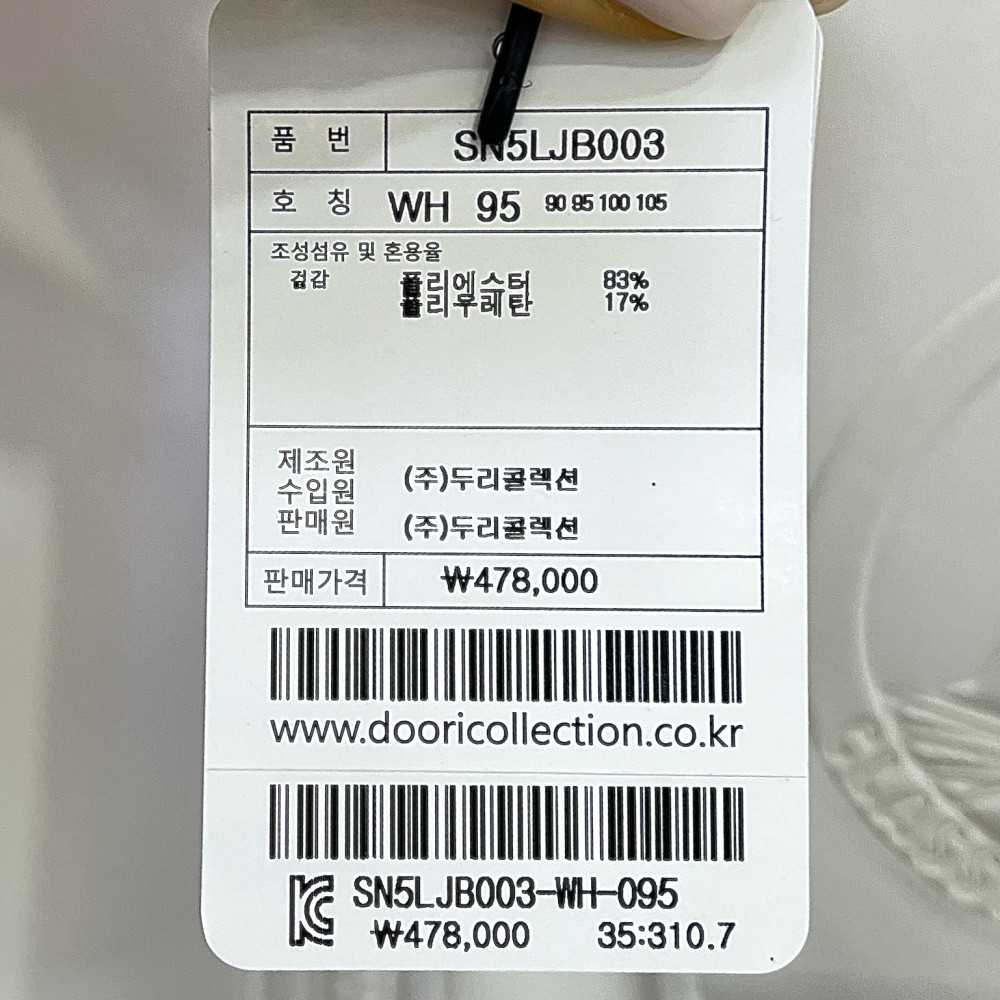 품 번 SN5LJB003
호 칭 WH 95 90 95 100 105
조성섬유 및 혼용율
겉감 폴리에스터 83%
폴리우레탄 17%
제조원 (주)두리콜렉션
수입원
판매원 (주)두리콜렉션
판매가격 ₩478,000
www.dooricollection.co.kr
SN5LJB003-WH-095
₩478,000 35:310.7